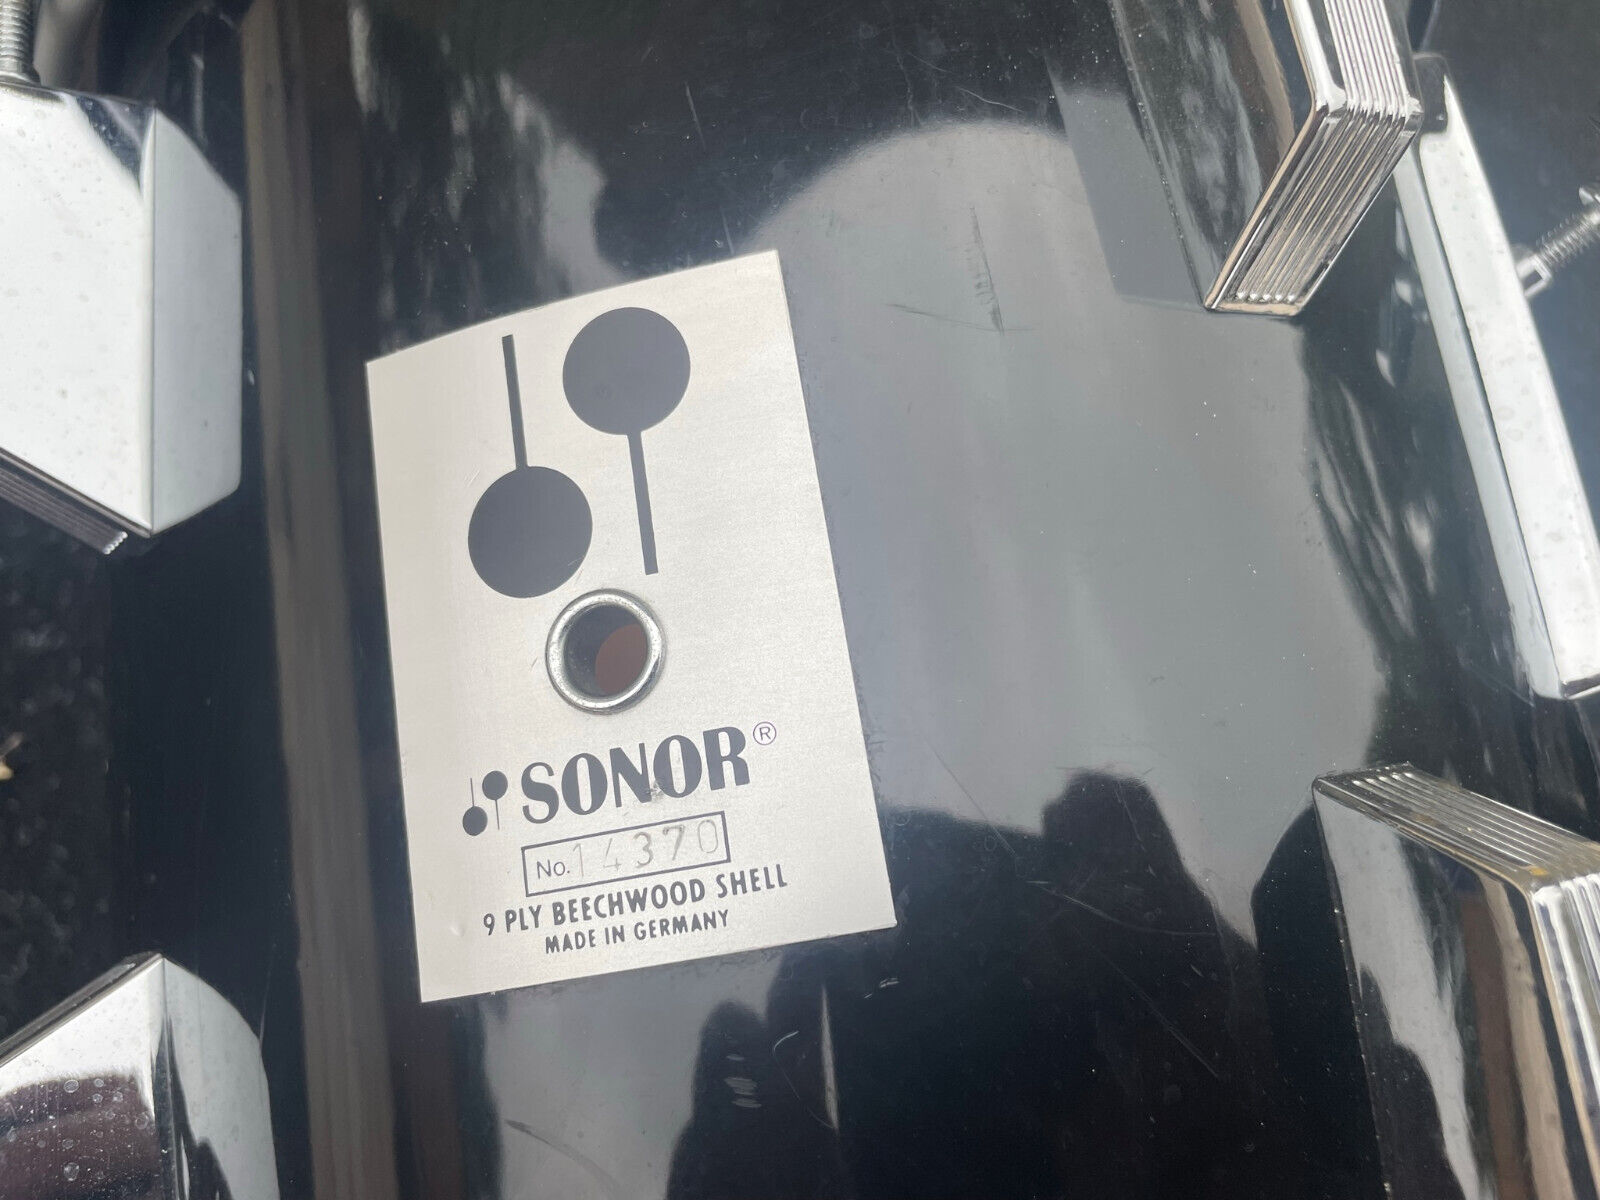 SONOR®
No. 14370
9 PLY BEECHWOOD SHELL
MADE IN GERMANY